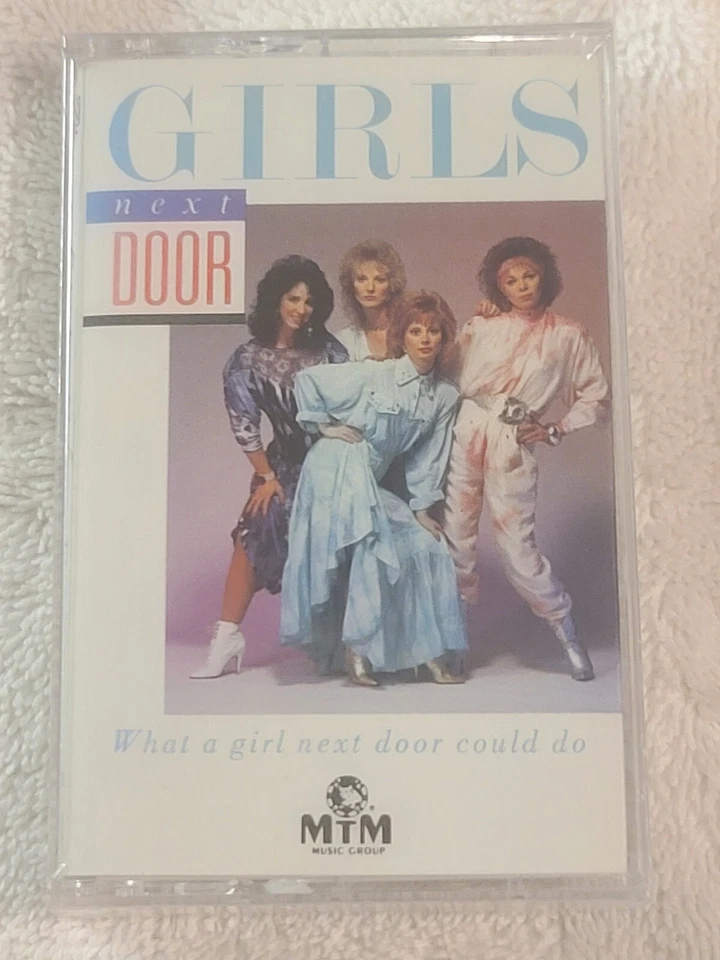 GIRLS
next
DOOR
What a girl next door could do
MTM®
MUSIC GROUP